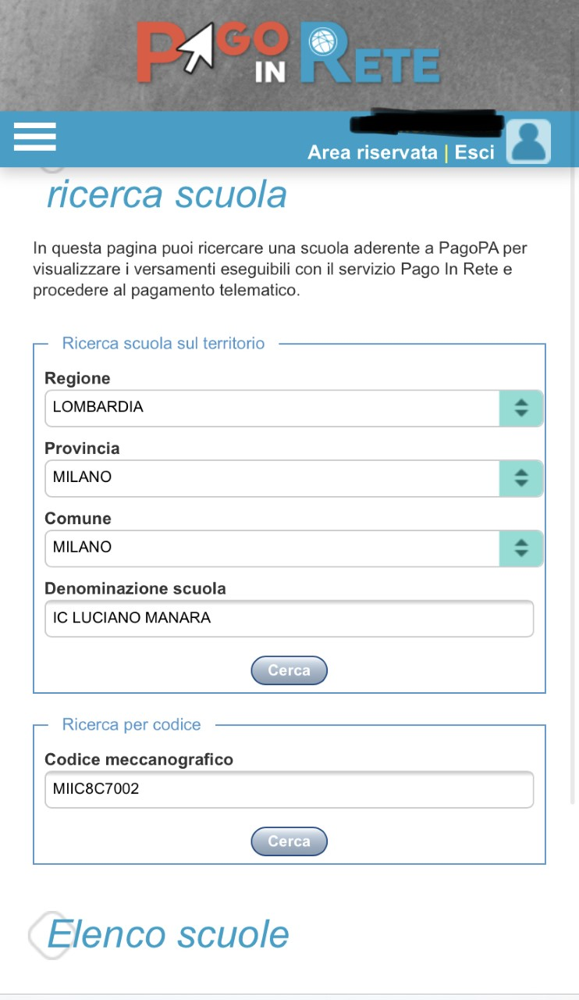 PAGO IN RETE
Area riservata | Esci
ricerca scuola
In questa pagina puoi ricercare una scuola aderente a PagoPA per
visualizzare i versamenti eseguibili con il servizio Pago In Rete e
procedere al pagamento telematico.
Ricerca scuola sul territorio
Regione
LOMBARDIA
Provincia
MILANO
Comune
MILANO
Denominazione scuola
IC LUCIANO MANARA
Cerca
Ricerca per codice
Codice meccanografico
MIIC8C7002
Cerca
Elenco scuole